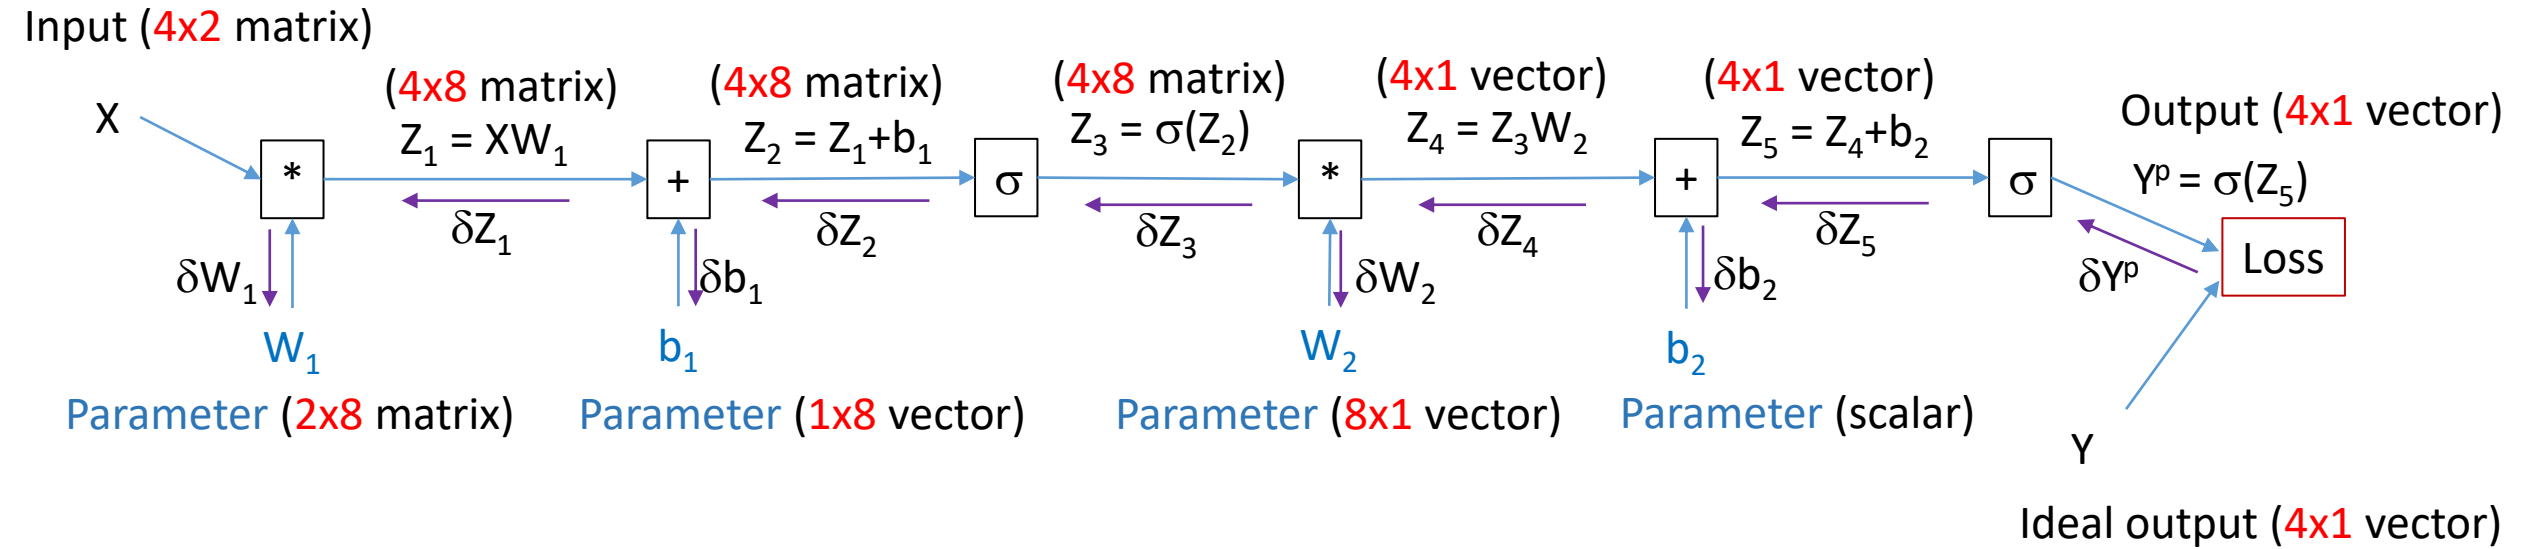 Input (4x2 matrix)
X
(4x8 matrix)
Z₁ = XW₁
(4x8 matrix)
Z₂ = Z₁+b₁
(4x8 matrix)
Z₃ = σ(Z₂)
(4x1 vector)
Z₄ = Z₃W₂
(4x1 vector)
Z₅ = Z₄+b₂
Output (4x1 vector)
Yᵖ = σ(Z₅)
*
+
σ
*
+
σ
Loss
δZ₁
δZ₂
δZ₃
δZ₄
δZ₅
δYᵖ
δW₁
δb₁
δW₂
δb₂
W₁
b₁
W₂
b₂
Parameter (2x8 matrix)
Parameter (1x8 vector)
Parameter (8x1 vector)
Parameter (scalar)
Y
Ideal output (4x1 vector)